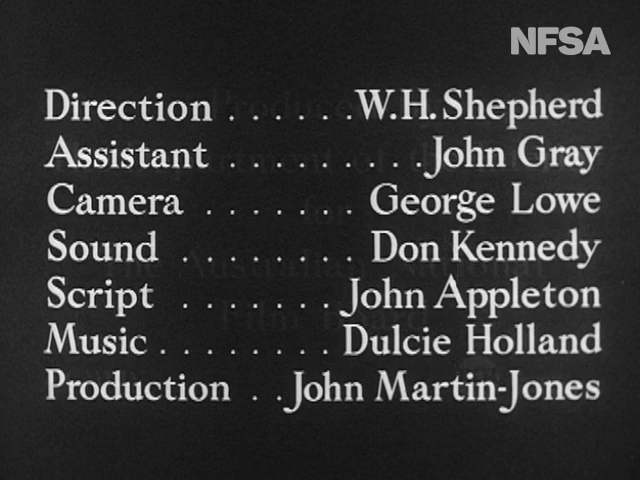 NFSA
Direction . . . . . . W.H. Shepherd
Assistant . . . . . . . . . John Gray
Camera . . . . . . . George Lowe
Sound . . . . . . . . Don Kennedy
Script . . . . . . . John Appleton
Music . . . . . . . . Dulcie Holland
Production . . John Martin-Jones